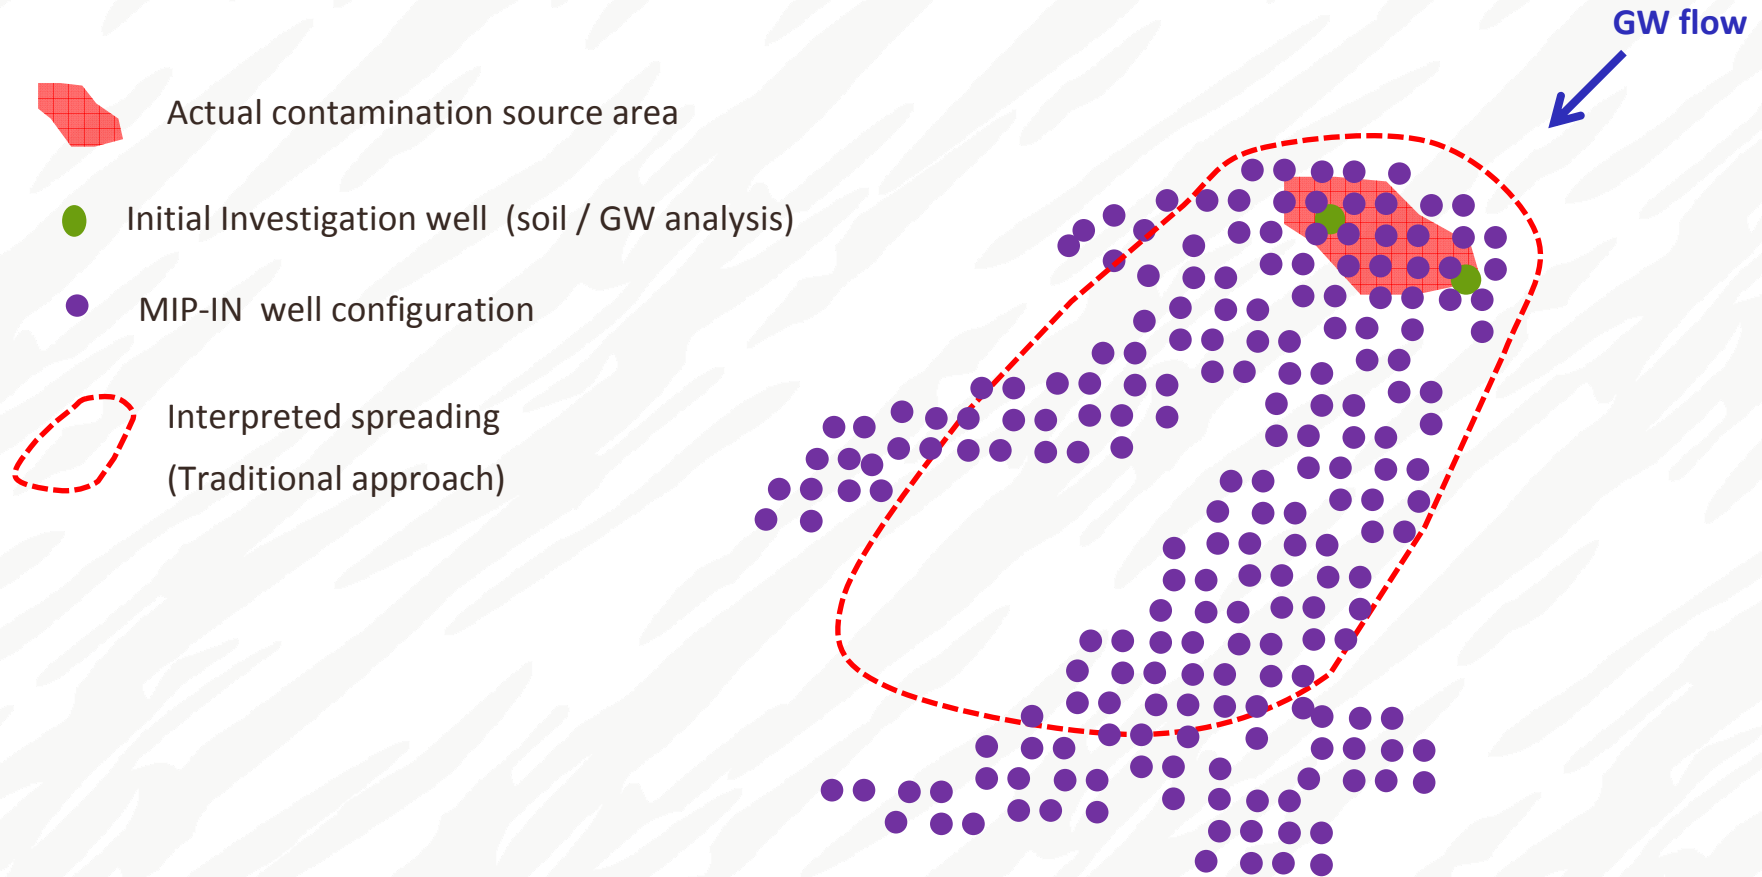 GW flow
Actual contamination source area
Initial Investigation well (soil / GW analysis)
MIP-IN well configuration
Interpreted spreading
(Traditional approach)